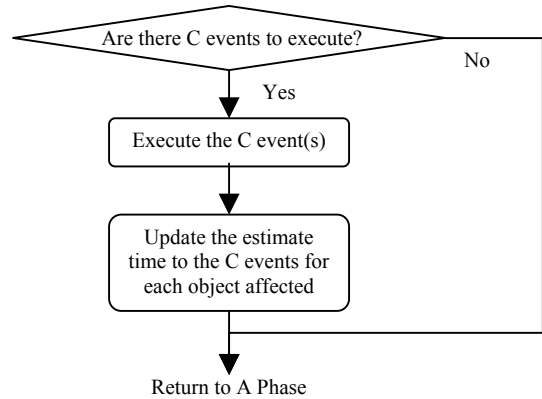 Are there C events to execute?
No
Yes
Execute the C event(s)
Update the estimate
time to the C events for
each object affected
Return to A Phase